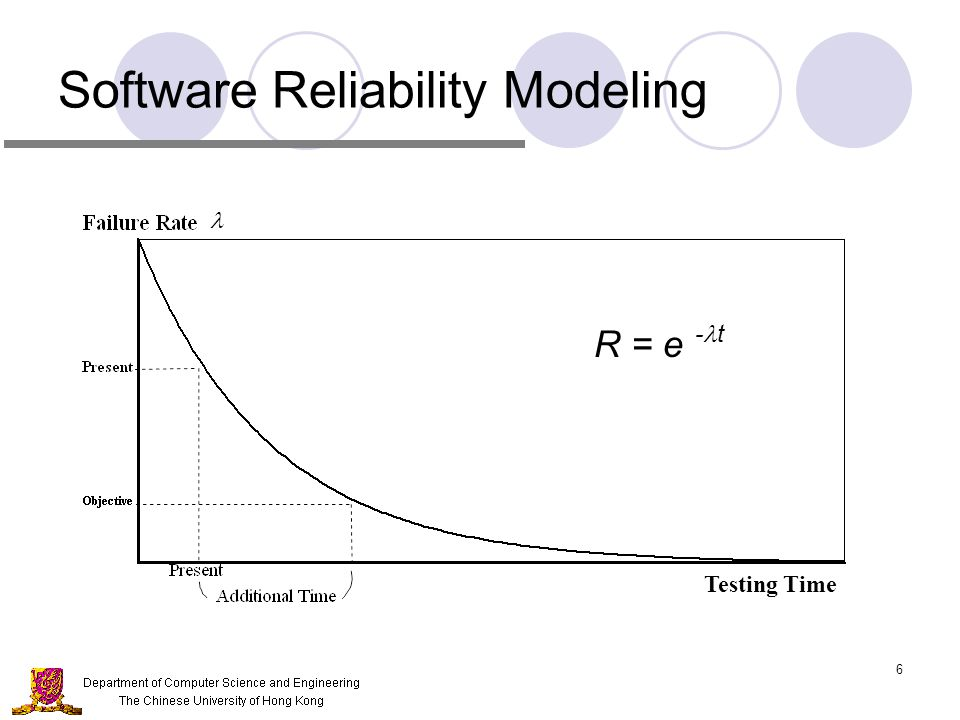 Software Reliability Modeling
Failure Rate λ
R = e -λt
Present
Objective
Present
Additional Time
Testing Time
6
Department of Computer Science and Engineering
The Chinese University of Hong Kong